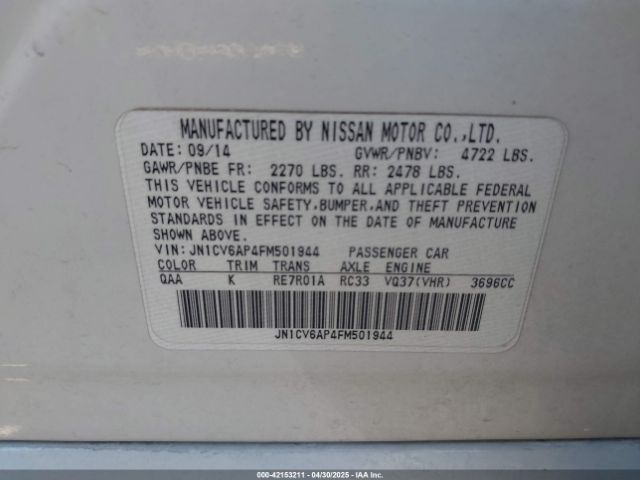 MANUFACTURED BY NISSAN MOTOR CO.,LTD.
DATE: 09/14 GVWR/PNBV: 4722 LBS.
GAWR/PNBE FR: 2270 LBS. RR: 2478 LBS.
THIS VEHICLE CONFORMS TO ALL APPLICABLE FEDERAL
MOTOR VEHICLE SAFETY,BUMPER,AND THEFT PREVENTION
STANDARDS IN EFFECT ON THE DATE OF MANUFACTURE
SHOWN ABOVE.
VIN: JN1CV6AP4FM501944 PASSENGER CAR
COLOR TRIM TRANS AXLE ENGINE
QAA K RE7R01A RC33 VQ37(VHR) 3696CC
JN1CV6AP4FM501944
000-42153211 - 04/30/2025 - IAA Inc.